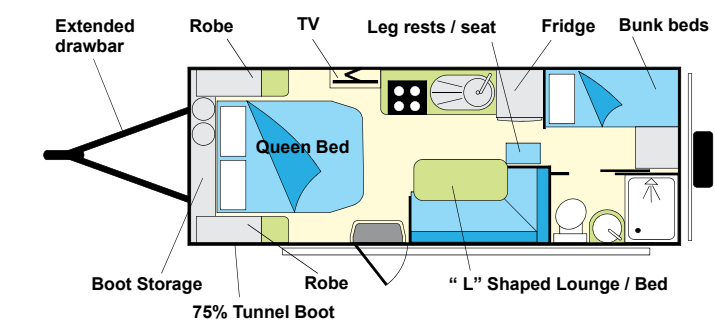 Extended
drawbar
Robe
TV
Leg rests / seat
Fridge
Bunk beds
Queen Bed
Boot Storage
Robe
“ L” Shaped Lounge / Bed
75% Tunnel Boot